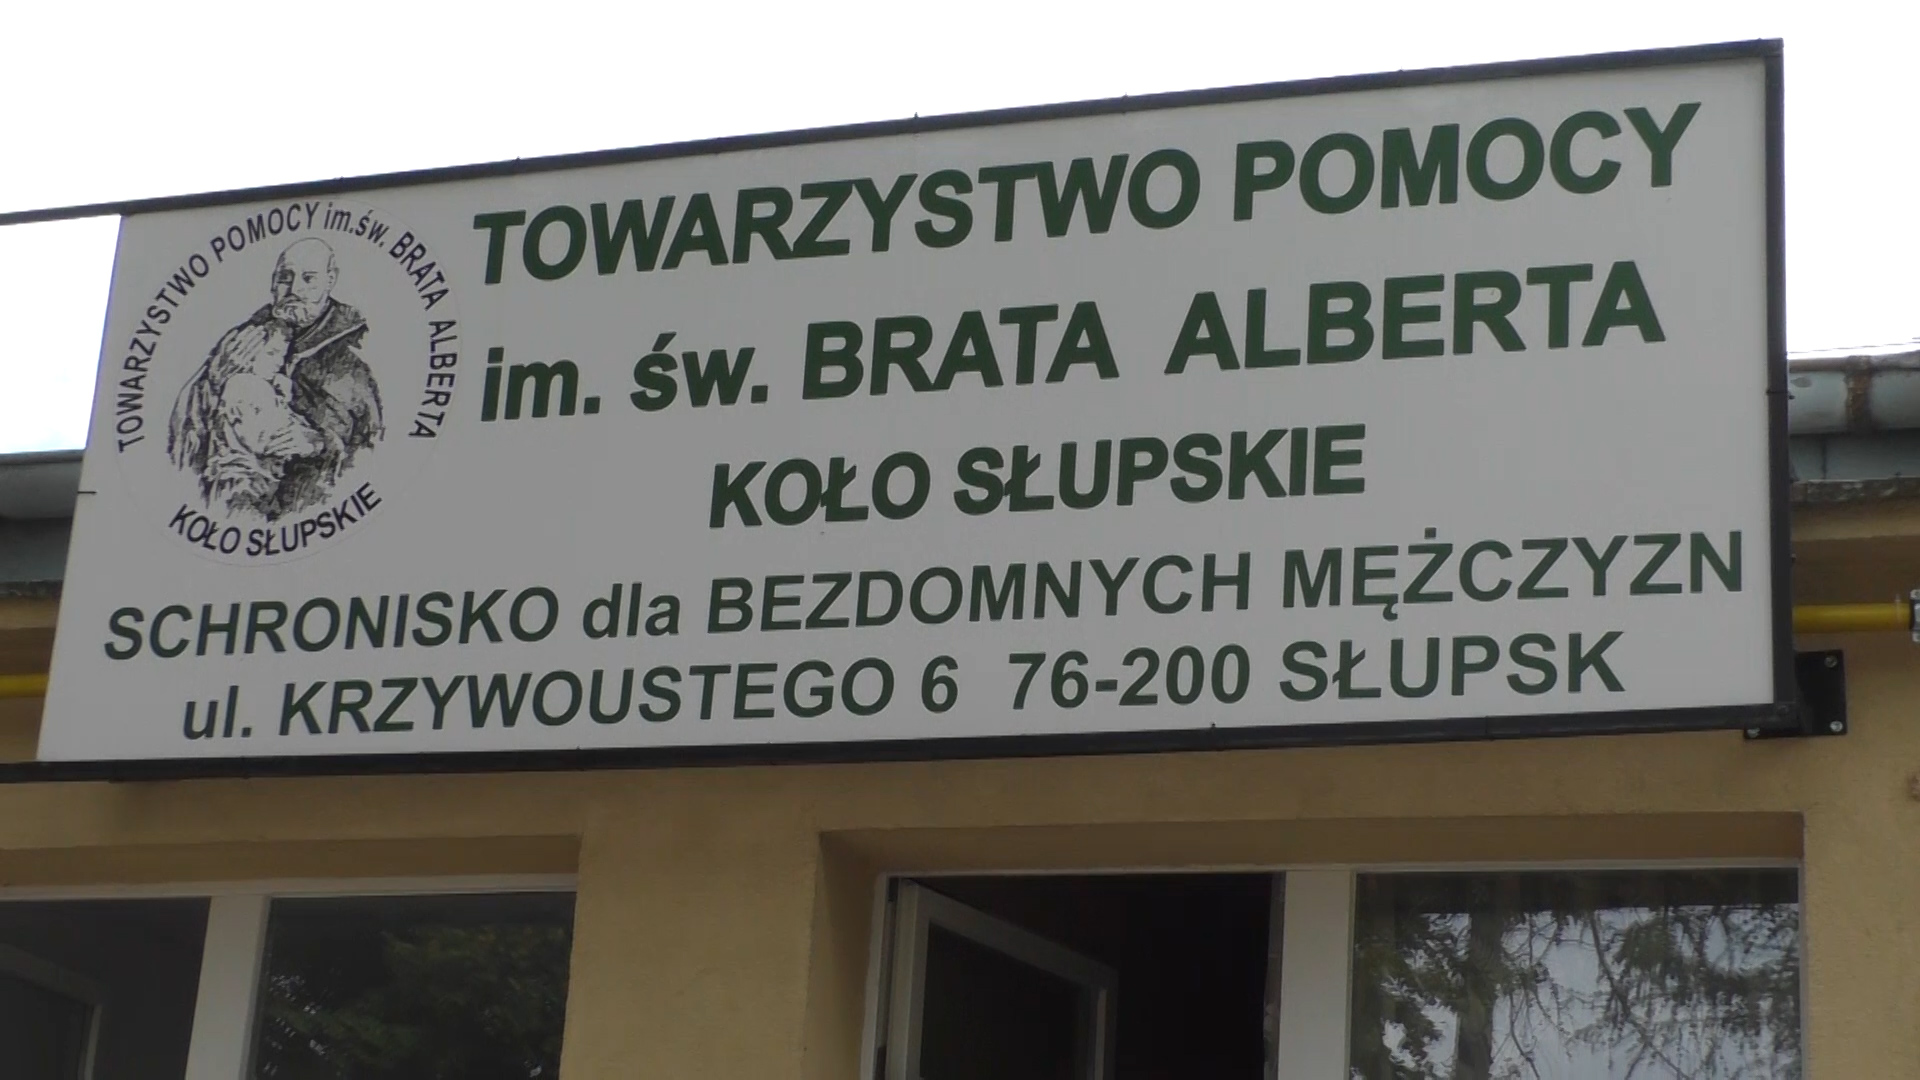 TOWARZYSTWO POMOCY im. św. BRATA ALBERTA
KOŁO SŁUPSKIE
TOWARZYSTWO POMOCY
im. św. BRATA ALBERTA
KOŁO SŁUPSKIE
SCHRONISKO dla BEZDOMNYCH MĘŻCZYZN
ul. KRZYWOUSTEGO 6 76-200 SŁUPSK